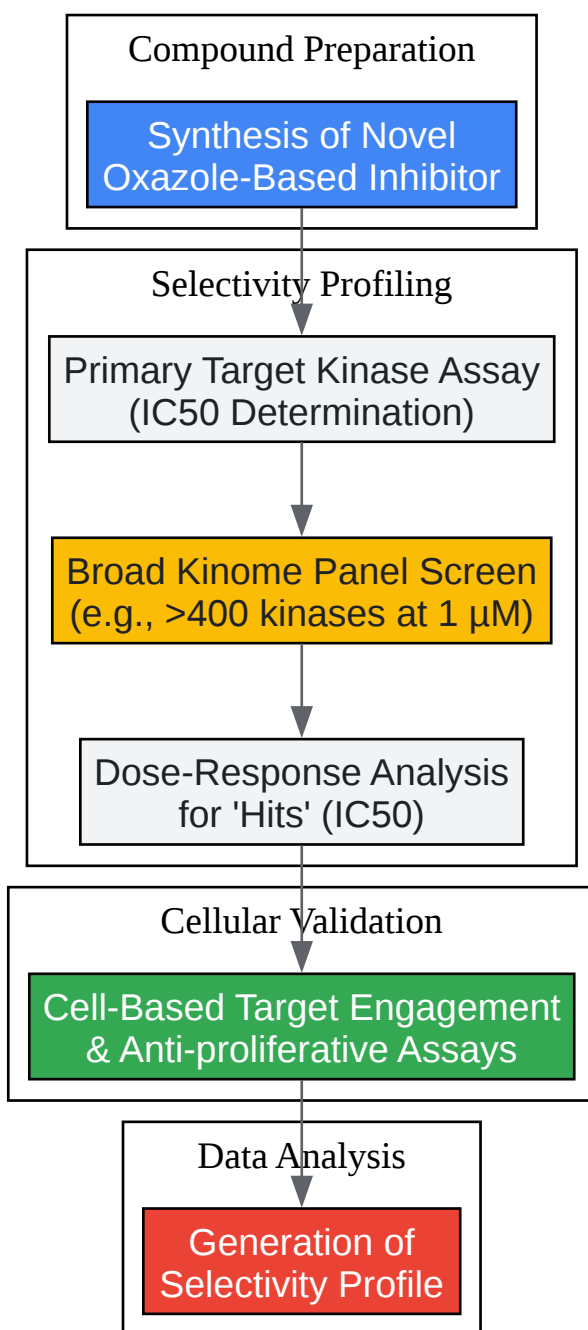 Compound Preparation
Synthesis of Novel
Oxazole-Based Inhibitor
Selectivity Profiling
Primary Target Kinase Assay
(IC50 Determination)
Broad Kinome Panel Screen
(e.g., >400 kinases at 1 µM)
Dose-Response Analysis
for 'Hits' (IC50)
Cellular Validation
Cell-Based Target Engagement
& Anti-proliferative Assays
Data Analysis
Generation of
Selectivity Profile